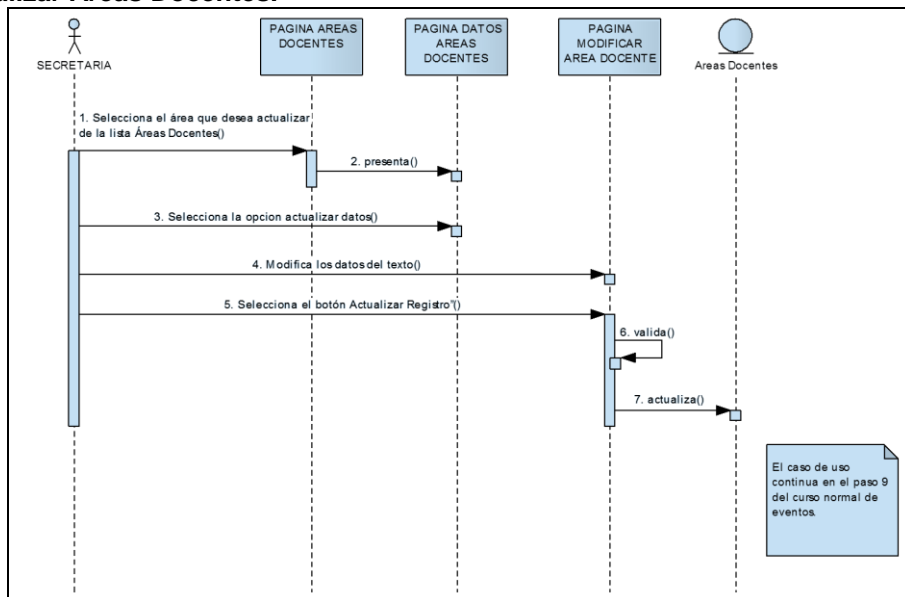 alizar Áreas Docentes.
SECRETARIA
PAGINA AREAS
DOCENTES
PAGINA DATOS
AREAS
DOCENTES
PAGINA
MODIFICAR
AREA DOCENTE
Areas Docentes
1. Selecciona el área que desea actualizar
de la lista Áreas Docentes()
2. presenta()
3. Selecciona la opcion actualizar datos()
4. Modifica los datos del texto()
5. Selecciona el botón Actualizar Registro"()
6. valida()
7. actualiza()
El caso de uso
continua en el paso 9
del curso normal de
eventos.